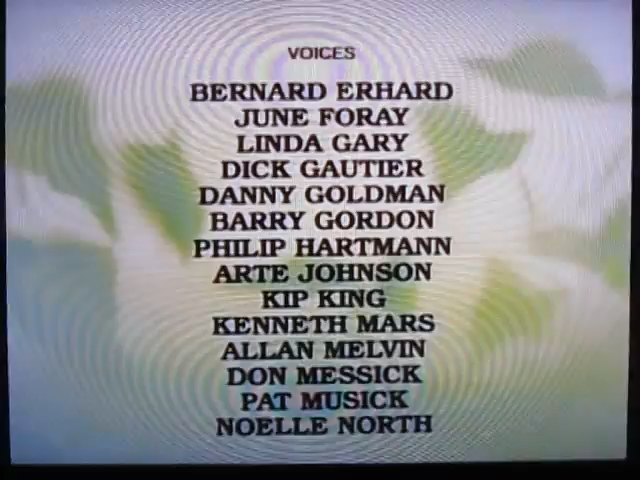 VOICES
BERNARD ERHARD
JUNE FORAY
LINDA GARY
DICK GAUTIER
DANNY GOLDMAN
BARRY GORDON
PHILIP HARTMANN
ARTE JOHNSON
KIP KING
KENNETH MARS
ALLAN MELVIN
DON MESSICK
PAT MUSICK
NOELLE NORTH